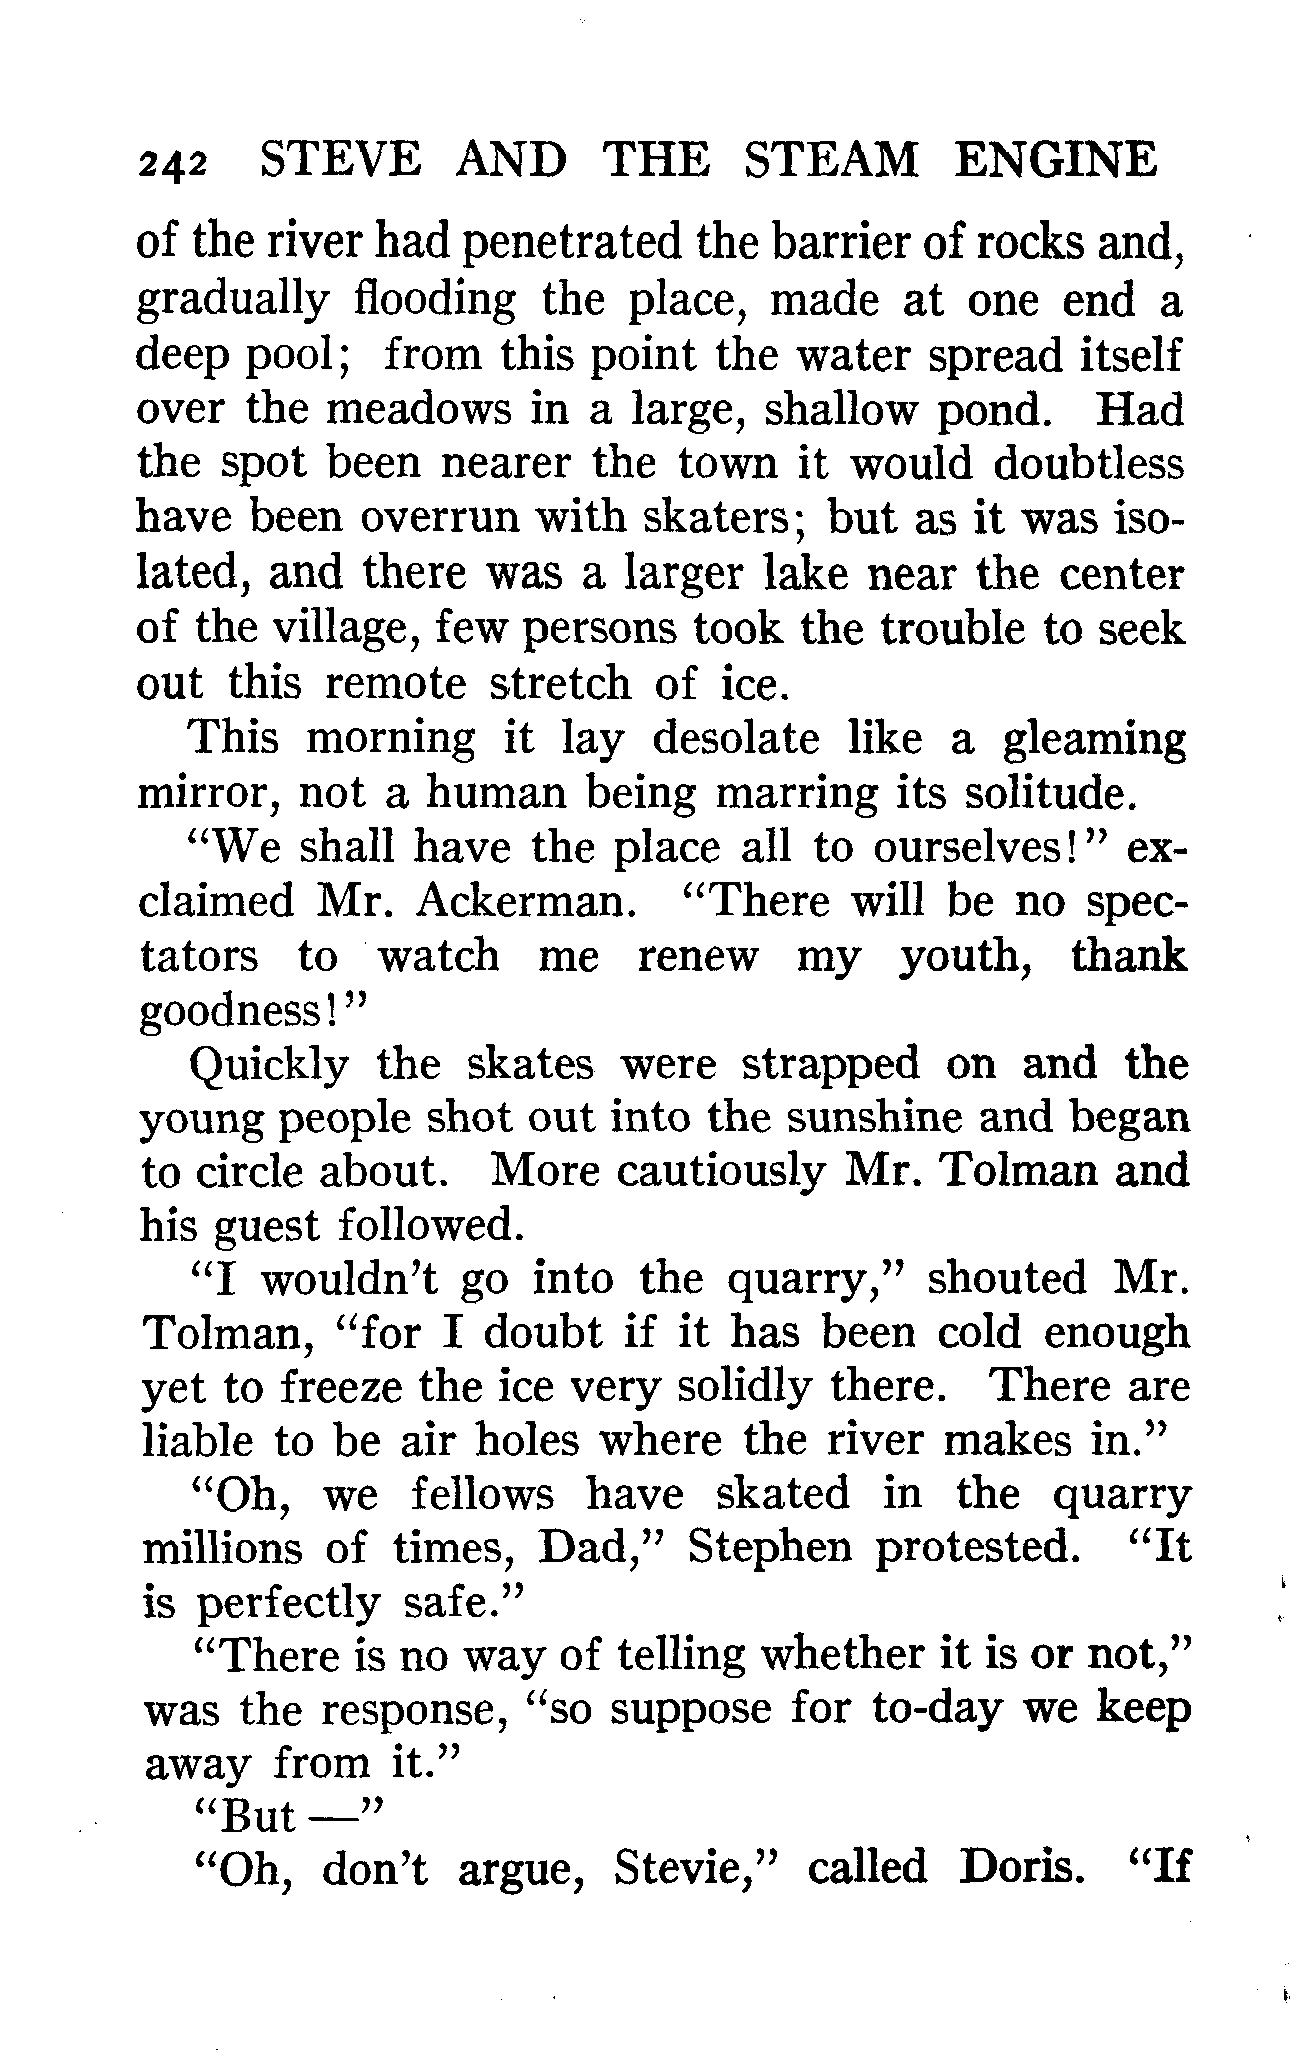 242 STEVE AND THE STEAM ENGINE
of the river had penetrated the barrier of rocks and,
gradually flooding the place, made at one end a
deep pool; from this point the water spread itself
over the meadows in a large, shallow pond. Had
the spot been nearer the town it would doubtless
have been overrun with skaters; but as it was iso-
lated, and there was a larger lake near the center
of the village, few persons took the trouble to seek
out this remote stretch of ice.
This morning it lay desolate like a gleaming
mirror, not a human being marring its solitude.
“We shall have the place all to ourselves!” ex-
claimed Mr. Ackerman. “There will be no spec-
tators to watch me renew my youth, thank
goodness!”
Quickly the skates were strapped on and the
young people shot out into the sunshine and began
to circle about. More cautiously Mr. Tolman and
his guest followed.
“I wouldn’t go into the quarry,” shouted Mr.
Tolman, “for I doubt if it has been cold enough
yet to freeze the ice very solidly there. There are
liable to be air holes where the river makes in.”
“Oh, we fellows have skated in the quarry
millions of times, Dad,” Stephen protested. “It
is perfectly safe.”
“There is no way of telling whether it is or not,”
was the response, “so suppose for to-day we keep
away from it.”
“But —”
“Oh, don’t argue, Stevie,” called Doris. “If